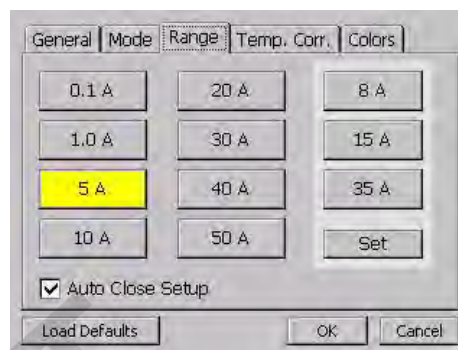 General Mode Range Temp. Corr. Colors
0.1 A 20 A 8 A
1.0 A 30 A 15 A
5 A 40 A 35 A
10 A 50 A Set
Auto Close Setup
Load Defaults OK Cancel